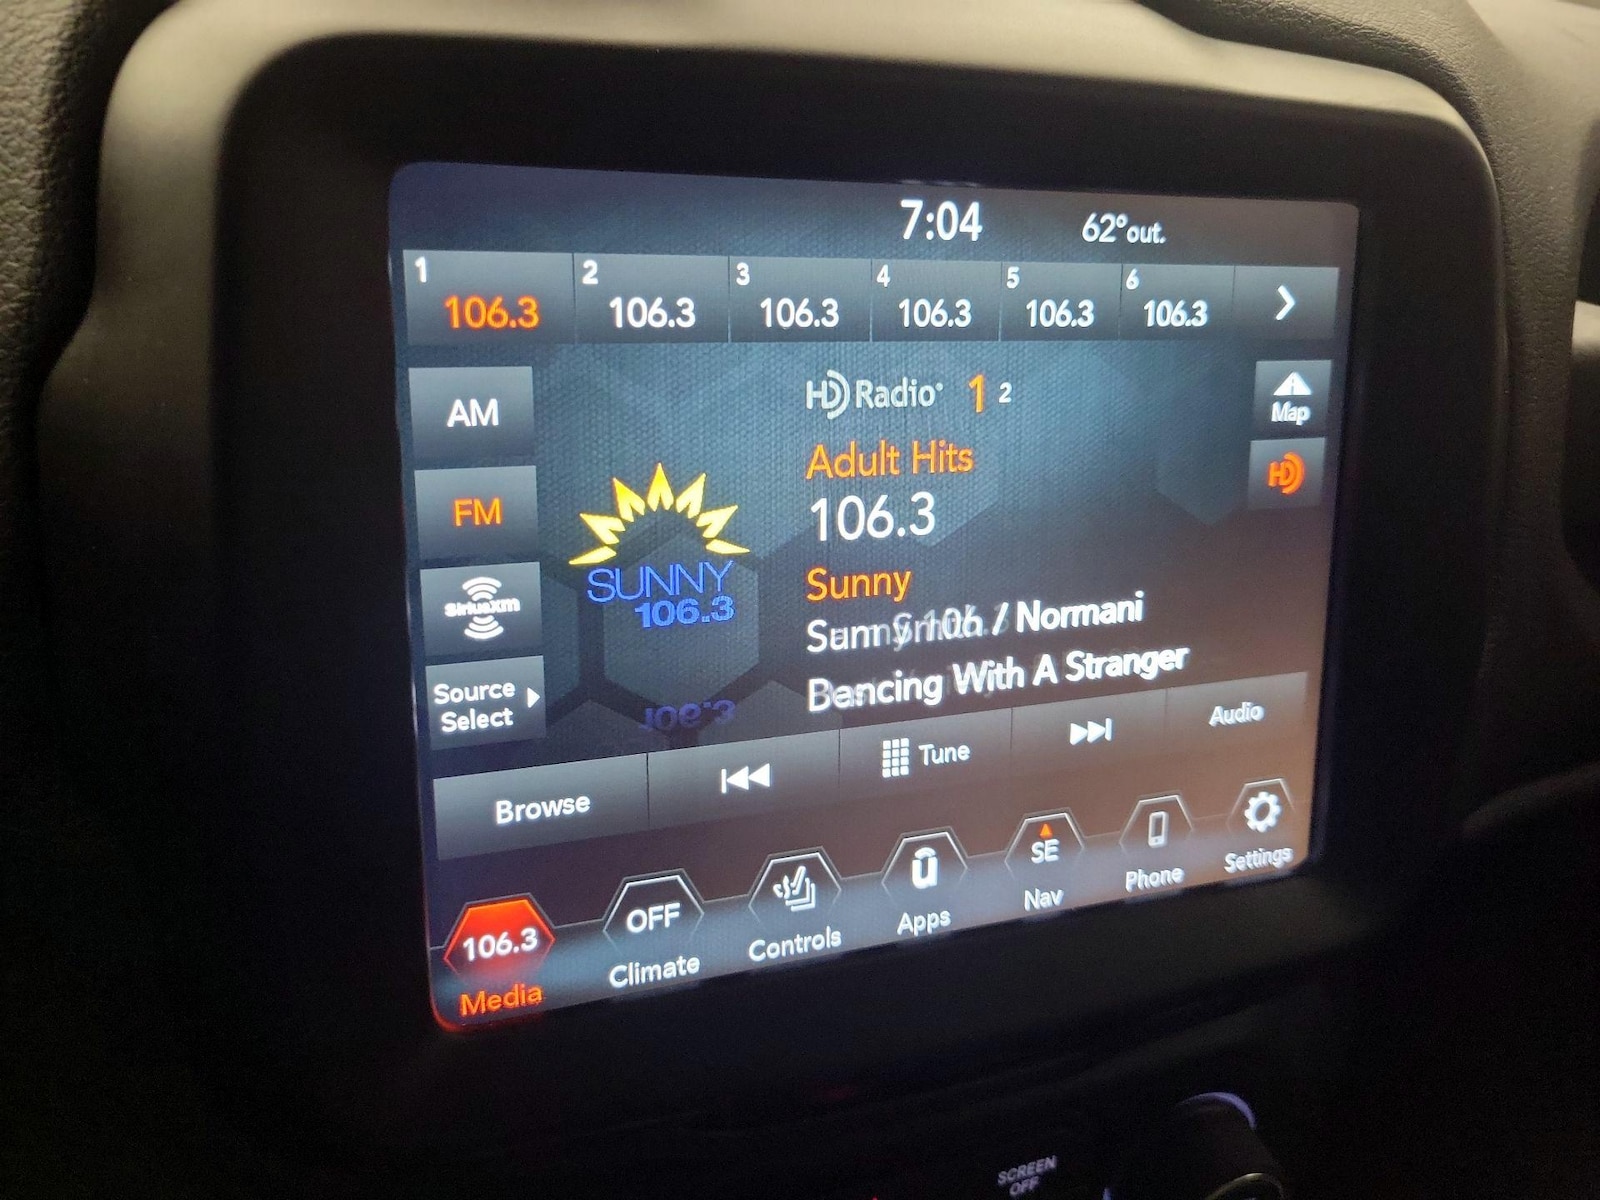 7:04 62°out.
1 2 3 4 5 6
106.3 106.3 106.3 106.3 106.3 106.3
HD Radio 1 2
AM
Map
Adult Hits
FM
HD
106.3
SUNNY
106.3
Sunny
SiriusXM
Smith / Normani
Source
Select
Dancing With A Stranger
Browse
Tune
Audio
106.3
Media
OFF
Climate
Controls
Apps
SE
Nav
Phone
Settings
SCREEN
OFF